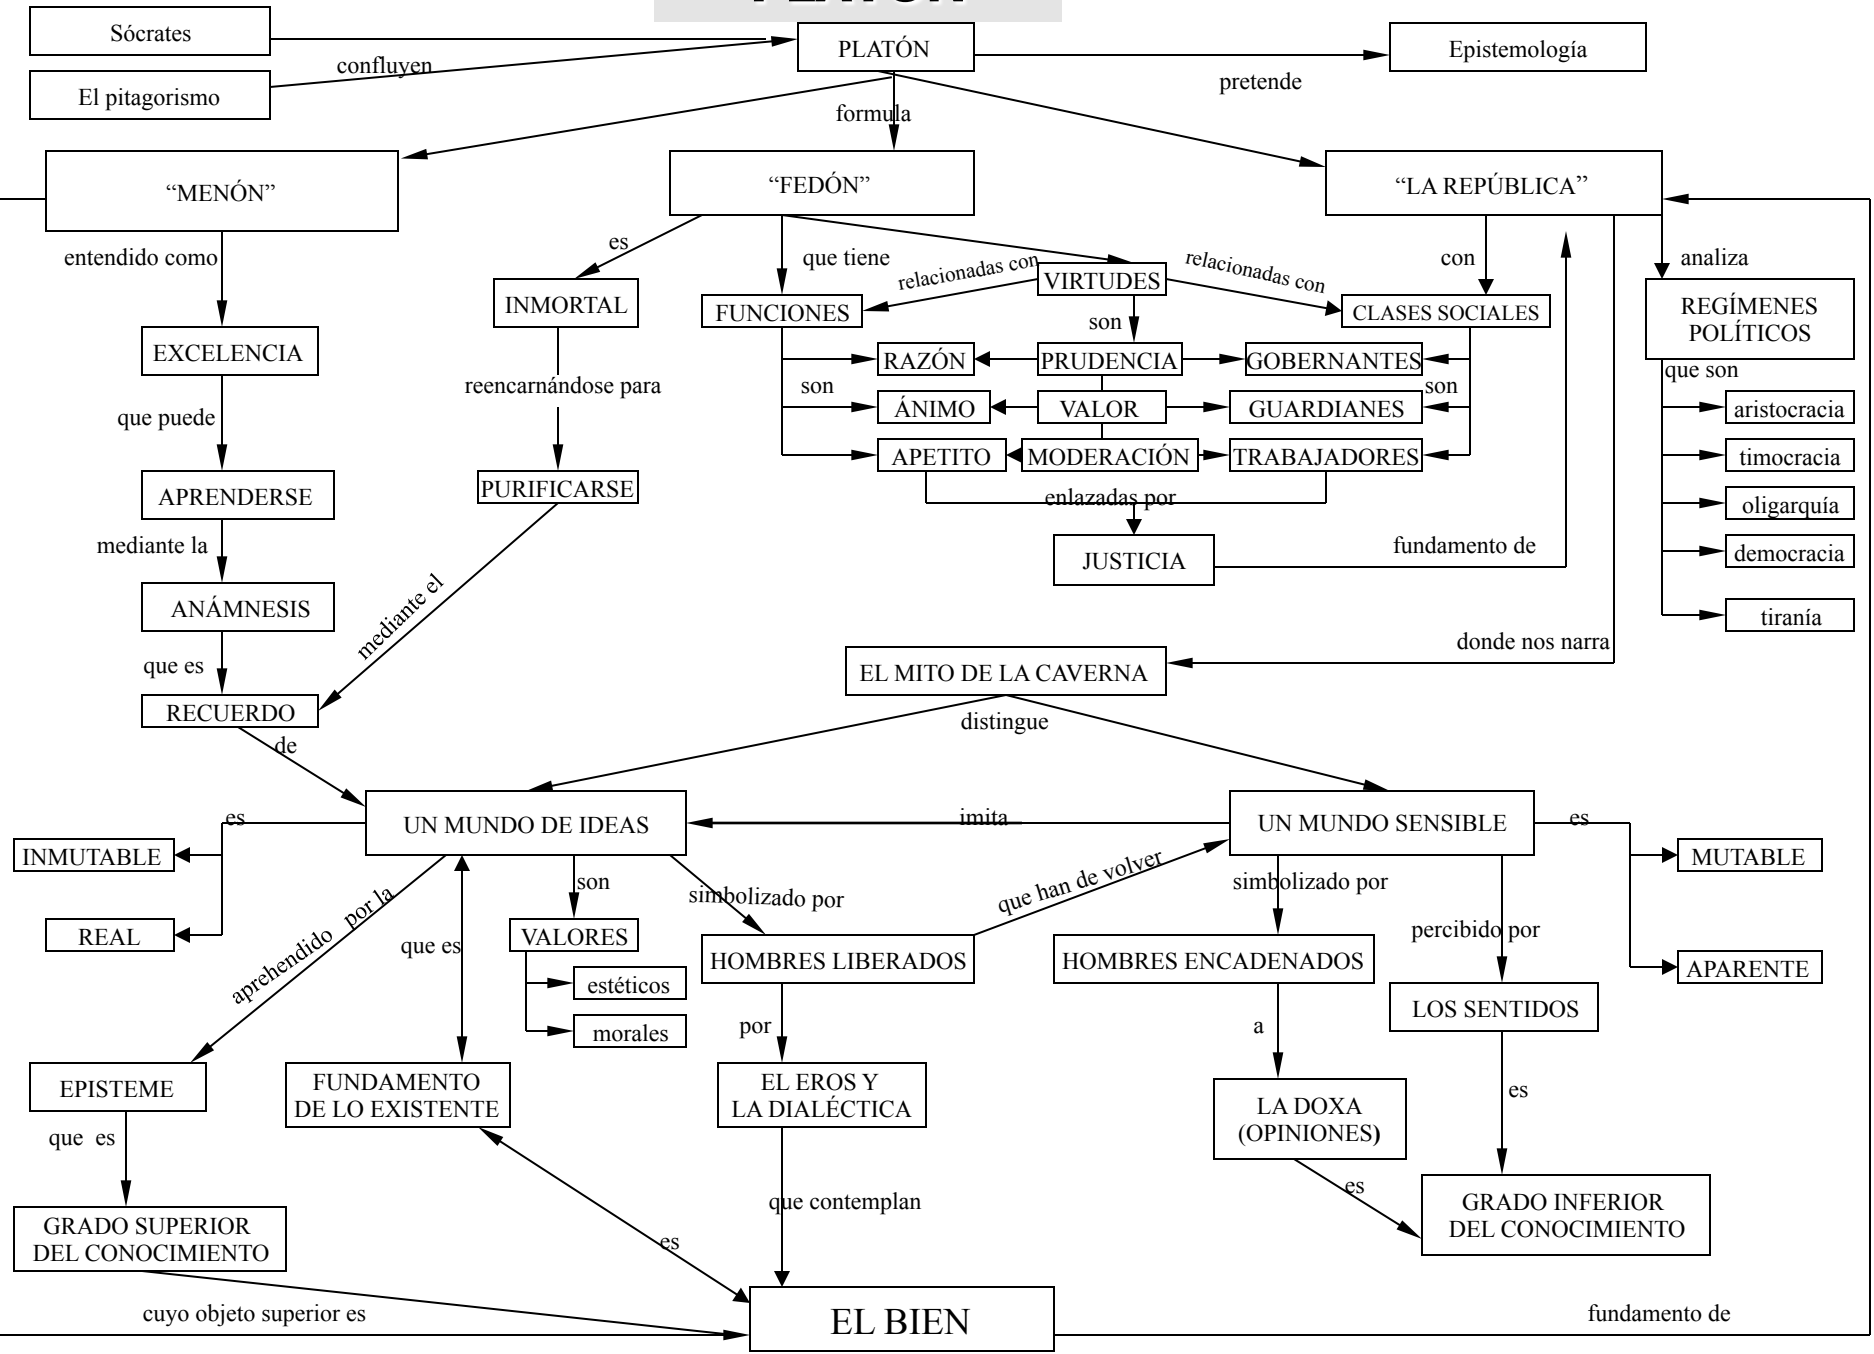 PLATÓN
Sócrates
confluyen
El pitagorismo
PLATÓN
pretende
Epistemología
formula
“MENÓN”
“FEDÓN”
“LA REPÚBLICA”
entendido como
EXCELENCIA
que puede
APRENDERSE
mediante la
ANÁMNESIS
que es
RECUERDO
de
es
INMORTAL
reencarnándose para
PURIFICARSE
mediante el
que tiene
FUNCIONES
relacionadas con
VIRTUDES
relacionadas con
con
CLASES SOCIALES
analiza
REGÍMENES
POLÍTICOS
son
son
son
RAZÓN
PRUDENCIA
GOBERNANTES
ÁNIMO
VALOR
GUARDIANES
APETITO
MODERACIÓN
TRABAJADORES
enlazadas por
JUSTICIA
fundamento de
que son
aristocracia
timocracia
oligarquía
democracia
tiranía
donde nos narra
EL MITO DE LA CAVERNA
distingue
UN MUNDO DE IDEAS
imita
UN MUNDO SENSIBLE
es
INMUTABLE
REAL
es
MUTABLE
APARENTE
aprehendido por la
que es
son
VALORES
estéticos
morales
simbolizado por
HOMBRES LIBERADOS
que han de volver
simbolizado por
HOMBRES ENCADENADOS
percibido por
LOS SENTIDOS
por
a
es
EPISTEME
FUNDAMENTO
DE LO EXISTENTE
EL EROS Y
LA DIALÉCTICA
LA DOXA
(OPINIONES)
que es
GRADO SUPERIOR
DEL CONOCIMIENTO
es
que contemplan
es
GRADO INFERIOR
DEL CONOCIMIENTO
cuyo objeto superior es
EL BIEN
fundamento de